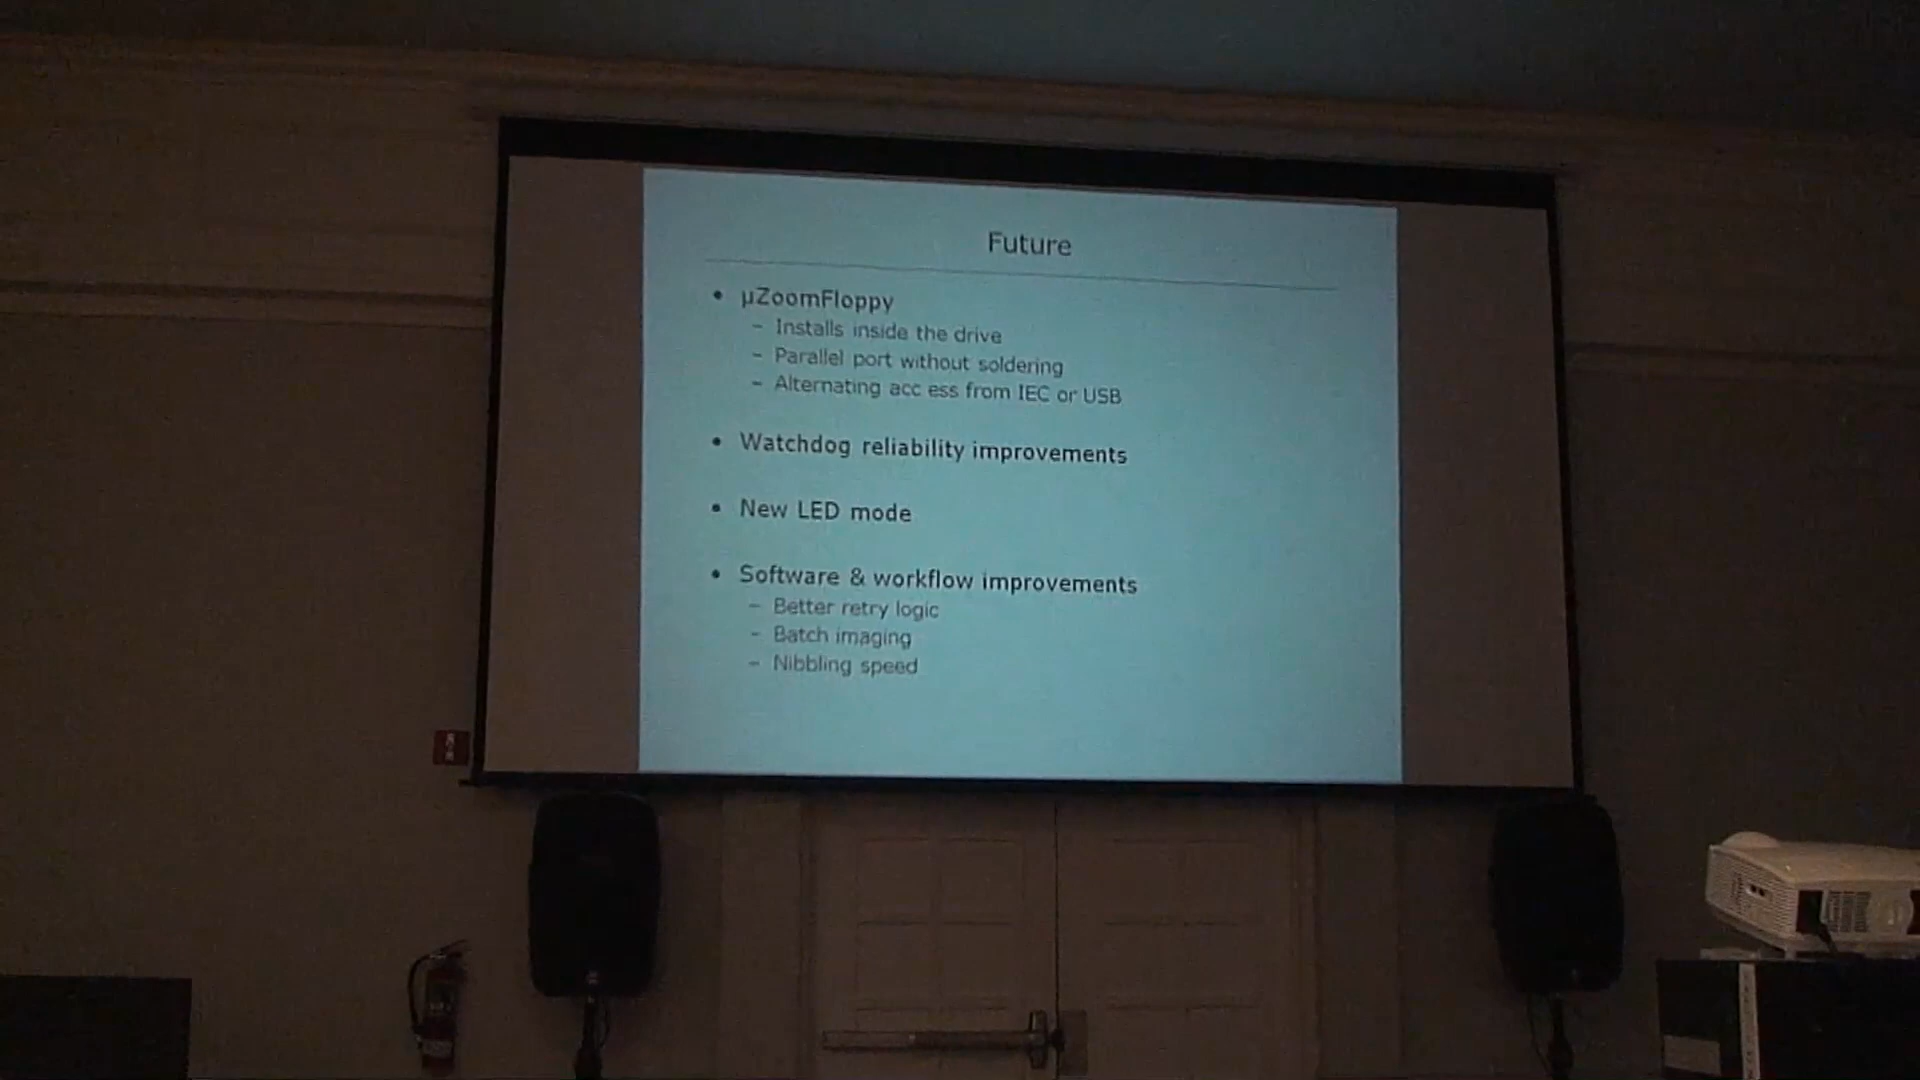 Future
• µZoomFloppy
– Installs inside the drive
– Parallel port without soldering
– Alternating acc ess from IEC or USB
• Watchdog reliability improvements
• New LED mode
• Software & workflow improvements
– Better retry logic
– Batch imaging
– Nibbling speed